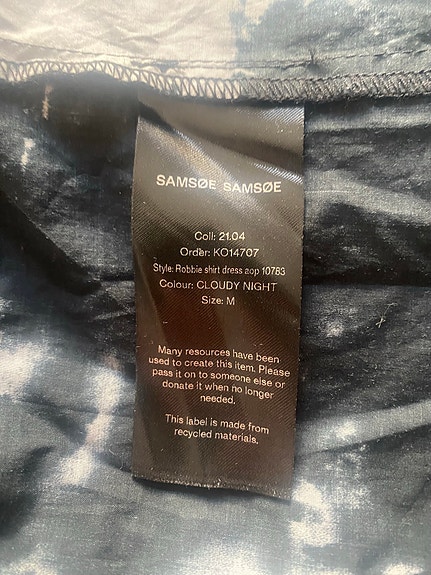 SAMSØE SAMSØE
Coll: 21.04
Order: KO14707
Style: Robbie shirt dress aop 10783
Colour: CLOUDY NIGHT
Size: M
Many resources have been
used to create this item. Please
pass it on to someone else or
donate it when no longer
needed.
This label is made from
recycled materials.